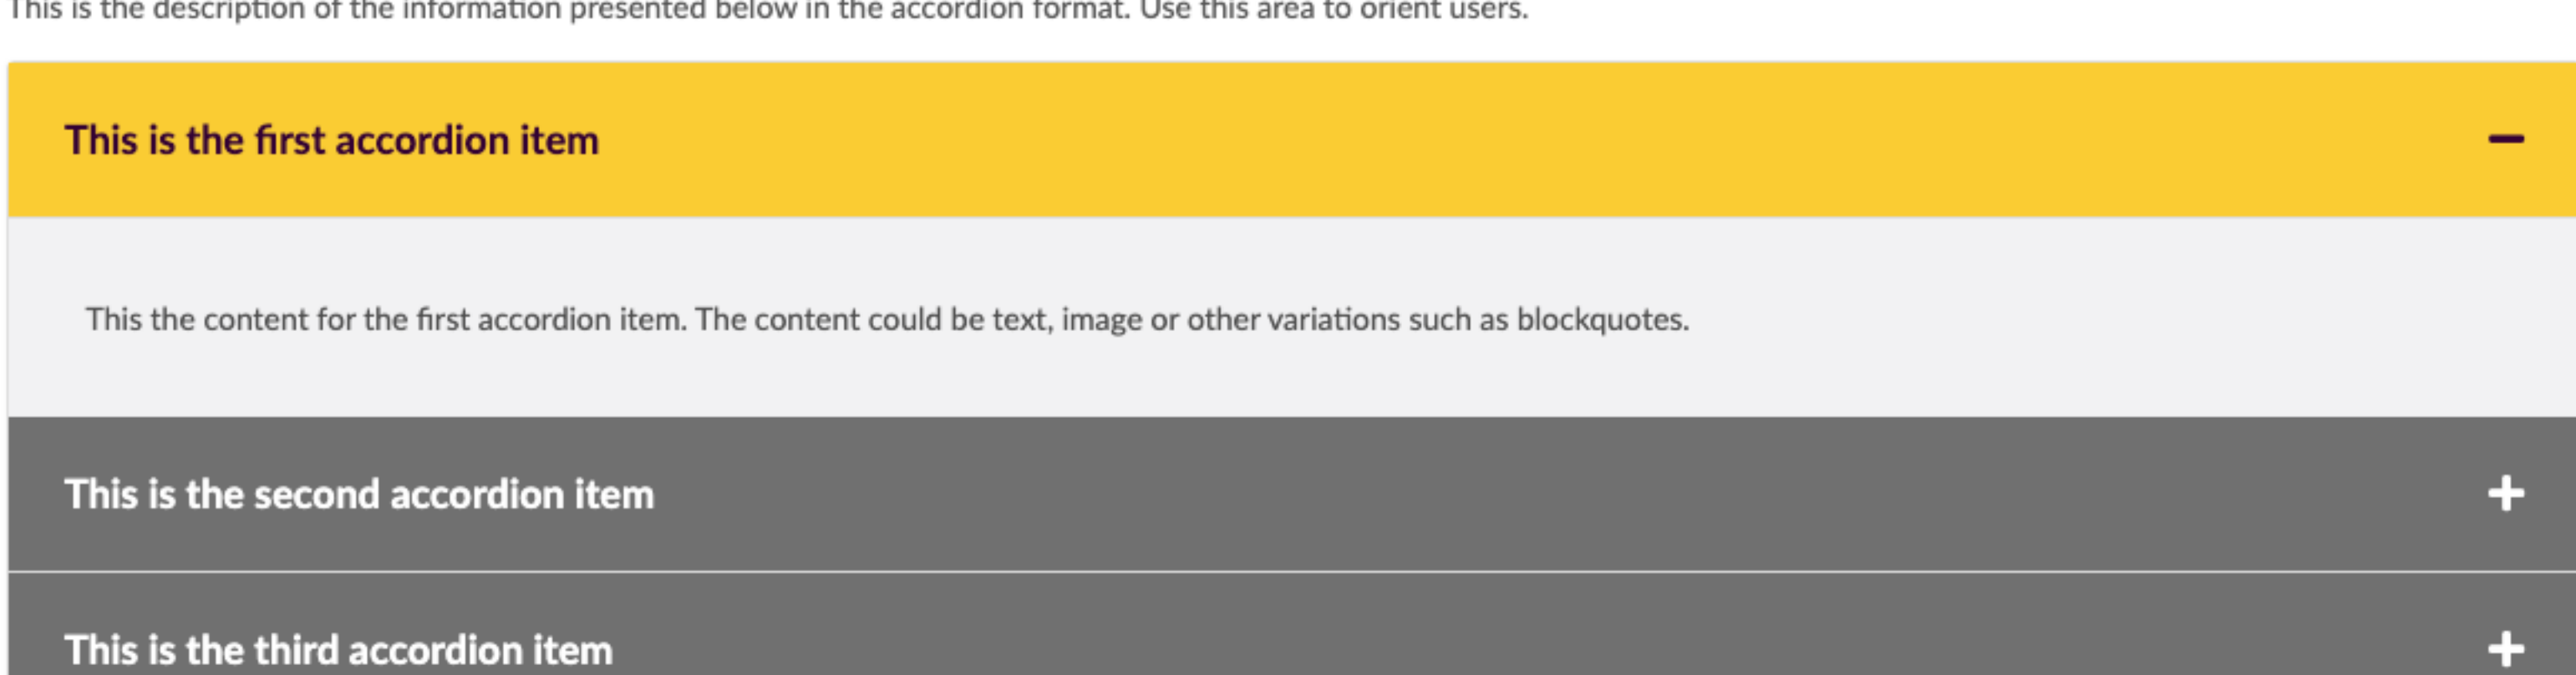 This is the description of the information presented below in the accordion format. Use this area to orient users.
This is the first accordion item
This the content for the first accordion item. The content could be text, image or other variations such as blockquotes.
This is the second accordion item
This is the third accordion item